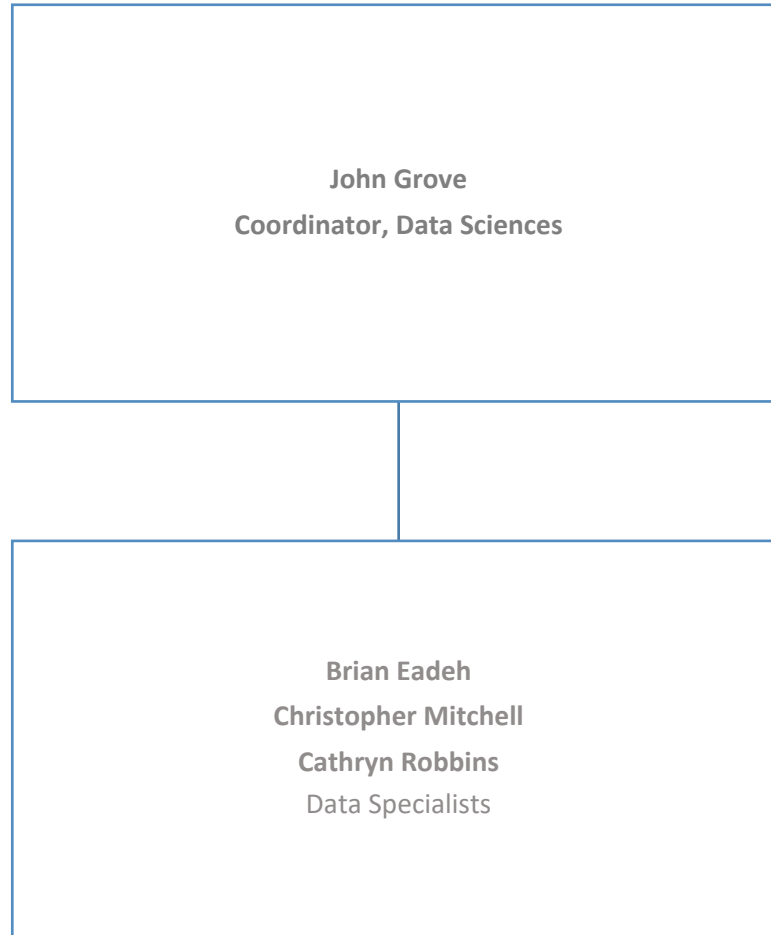 John Grove
Coordinator, Data Sciences
Brian Eadeh
Christopher Mitchell
Cathryn Robbins
Data Specialists